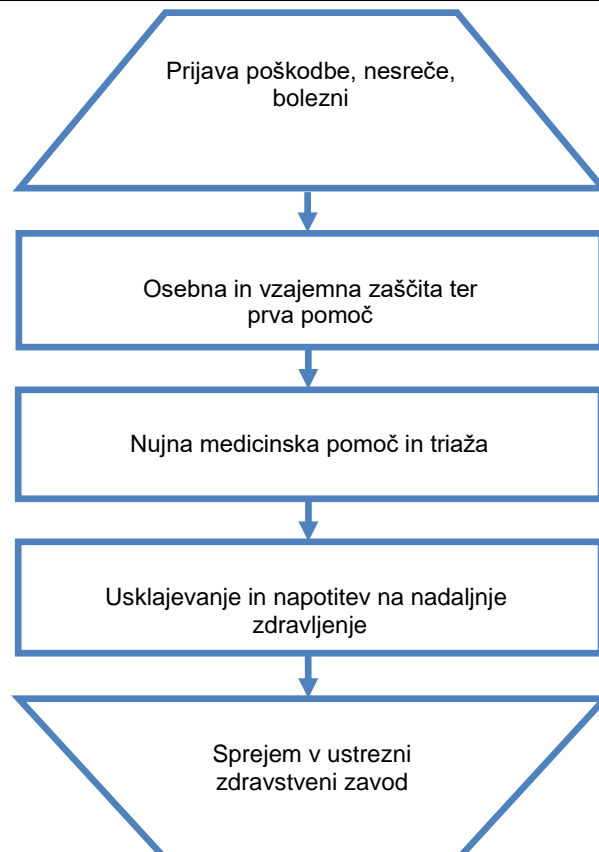 Prijava poškodbe, nesreče,
bolezni
Osebna in vzajemna zaščita ter
prva pomoč
Nujna medicinska pomoč in triaža
Usklajevanje in napotitev na nadaljnje
zdravljenje
Sprejem v ustrezni
zdravstveni zavod